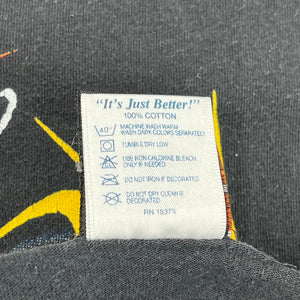 "It's Just Better!"
100% COTTON
40°
MACHINE WASH WARM
WASH DARK COLORS SEPARATELY
TUMBLE DRY LOW
USE NON-CHLORINE BLEACH
ONLY IF NEEDED
DO NOT IRON IF
DECORATED
DO NOT DRY CLEAN IF
DECORATED
RN 15373